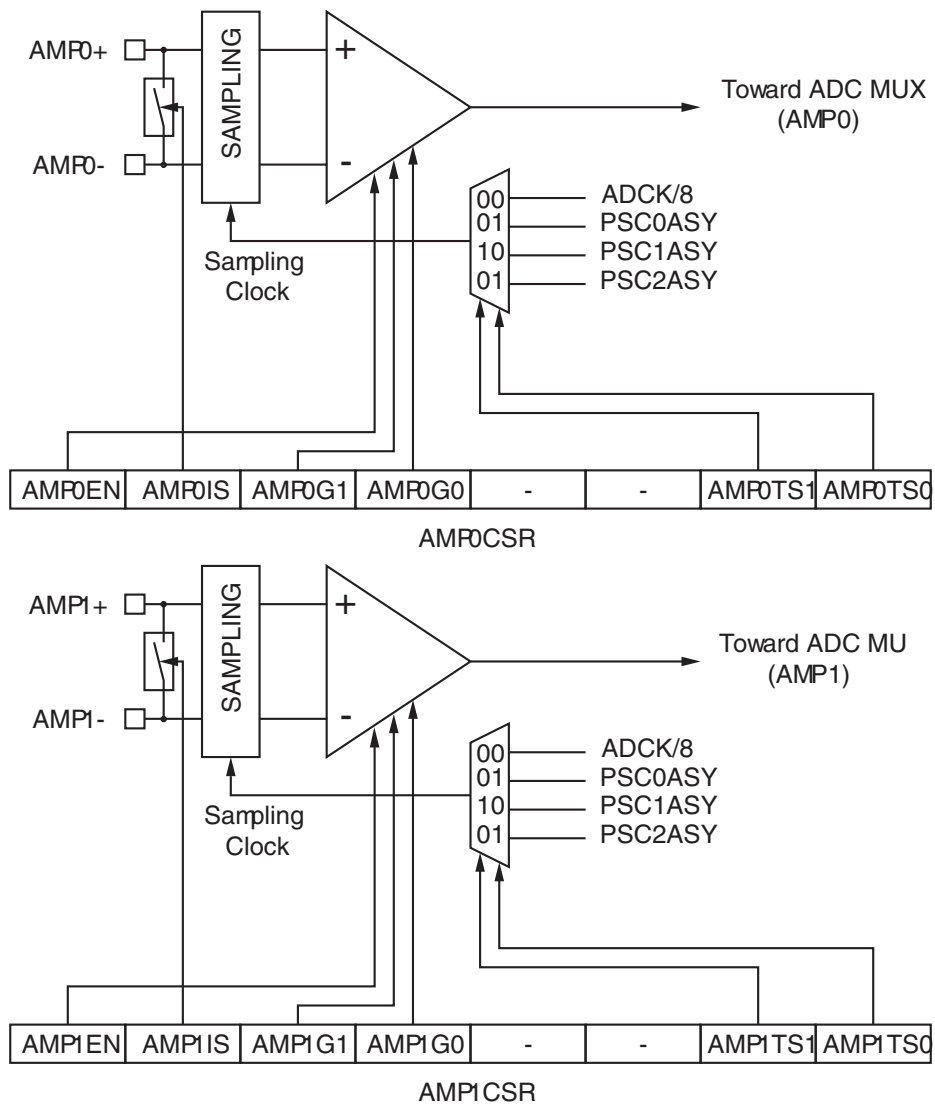 AMP0+
SAMPLING
+
Toward ADC MUX
(AMP0)
AMP0-
-
00 ADCK/8
01 PSC0ASY
10 PSC1ASY
01 PSC2ASY
Sampling
Clock
AMP0EN AMP0IS AMP0G1 AMP0G0 - - AMP0TS1 AMP0TS0
AMP0CSR
AMP1+
SAMPLING
+
Toward ADC MU
(AMP1)
AMP1-
-
00 ADCK/8
01 PSC0ASY
10 PSC1ASY
01 PSC2ASY
Sampling
Clock
AMP1EN AMP1IS AMP1G1 AMP1G0 - - AMP1TS1 AMP1TS0
AMP1CSR